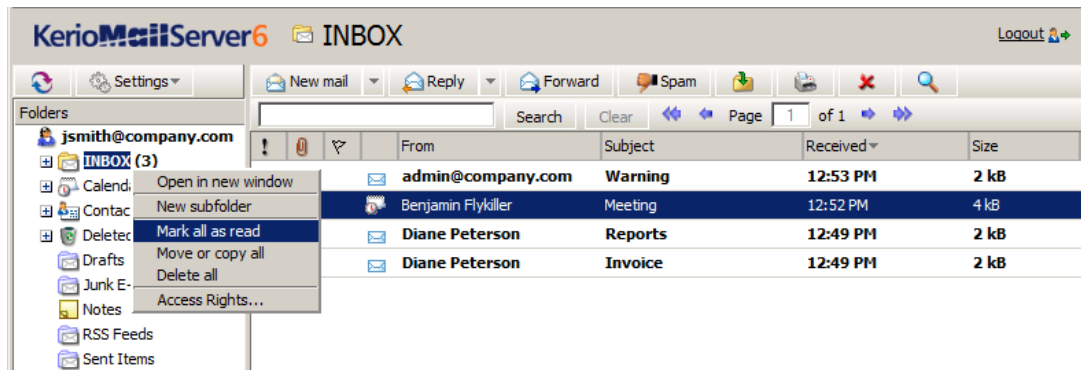 KerioMailServer6 INBOX Logout
Settings New mail Reply Forward Spam
Folders
Search Clear Page 1 of 1
jsmith@company.com
! From Subject Received Size
INBOX (3)
Open in new window
New subfolder
Mark all as read
Move or copy all
Delete all
Access Rights...
Calenda
Contac
Deleted
Drafts
Junk E-
Notes
RSS Feeds
Sent Items
admin@company.com Warning 12:53 PM 2 kB
Benjamin Flykiller Meeting 12:52 PM 4 kB
Diane Peterson Reports 12:49 PM 2 kB
Diane Peterson Invoice 12:49 PM 2 kB